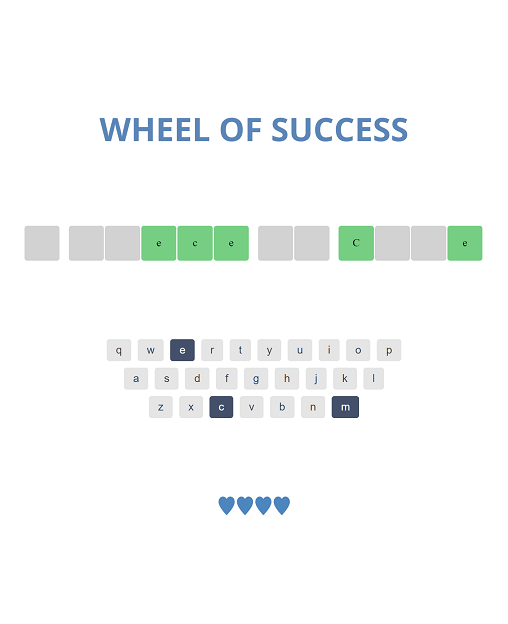 WHEEL OF SUCCESS
e c e C e
q w e r t y u i o p
a s d f g h j k l
z x c v b n m